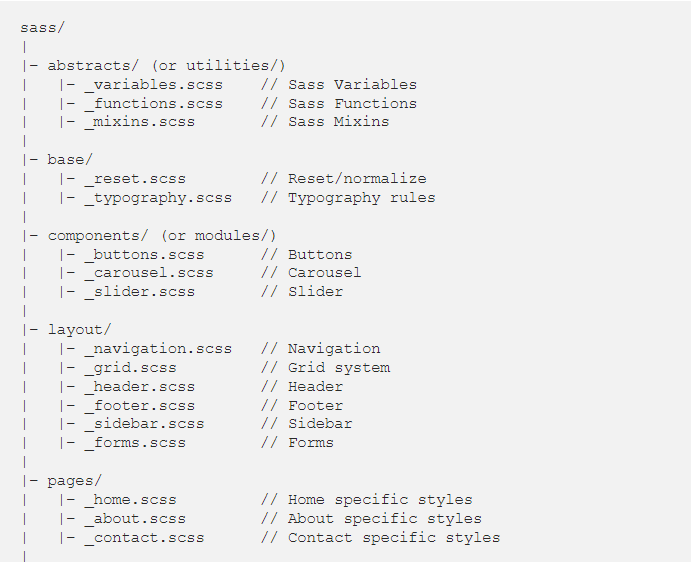 sass/
|
|– abstracts/ (or utilities/)
|   |– _variables.scss    // Sass Variables
|   |– _functions.scss    // Sass Functions
|   |– _mixins.scss       // Sass Mixins
|
|– base/
|   |– _reset.scss        // Reset/normalize
|   |– _typography.scss   // Typography rules
|
|– components/ (or modules/)
|   |– _buttons.scss      // Buttons
|   |– _carousel.scss     // Carousel
|   |– _slider.scss       // Slider
|
|– layout/
|   |– _navigation.scss   // Navigation
|   |– _grid.scss         // Grid system
|   |– _header.scss       // Header
|   |– _footer.scss       // Footer
|   |– _sidebar.scss      // Sidebar
|   |– _forms.scss        // Forms
|
|– pages/
|   |– _home.scss         // Home specific styles
|   |– _about.scss        // About specific styles
|   |– _contact.scss      // Contact specific styles
|